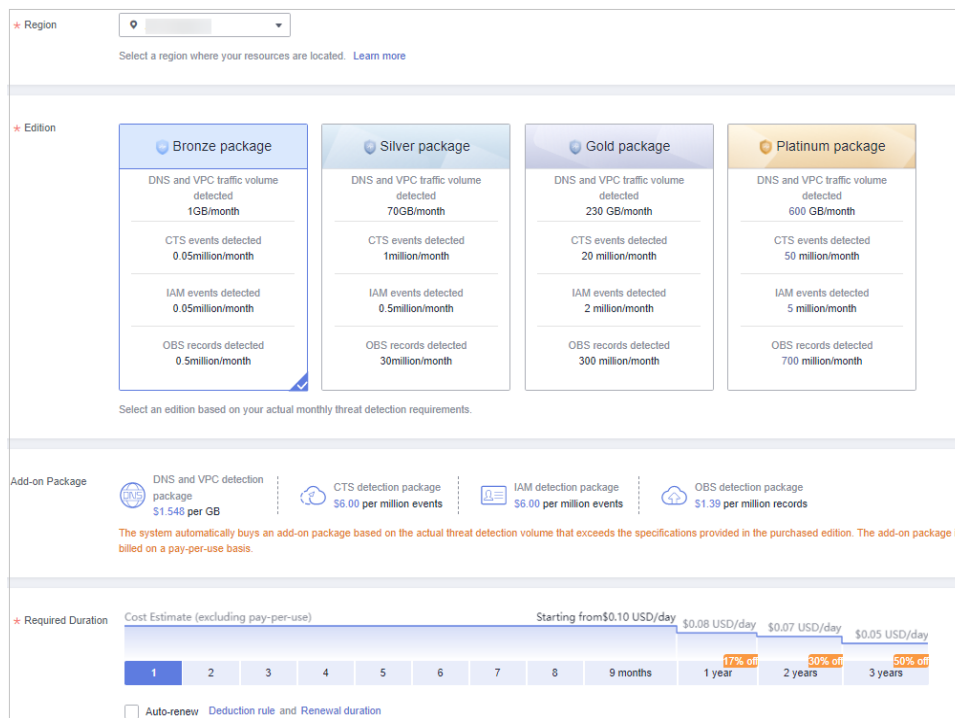 * Region
Select a region where your resources are located. Learn more
* Edition
Bronze package
DNS and VPC traffic volume
detected
1GB/month
CTS events detected
0.05million/month
IAM events detected
0.05million/month
OBS records detected
0.5million/month
Silver package
DNS and VPC traffic volume
detected
70GB/month
CTS events detected
1million/month
IAM events detected
0.5million/month
OBS records detected
30million/month
Gold package
DNS and VPC traffic volume
detected
230 GB/month
CTS events detected
20 million/month
IAM events detected
2 million/month
OBS records detected
300 million/month
Platinum package
DNS and VPC traffic volume
detected
600 GB/month
CTS events detected
50 million/month
IAM events detected
5 million/month
OBS records detected
700 million/month
Select an edition based on your actual monthly threat detection requirements.
Add-on Package
DNS
DNS and VPC detection
package
$1.548 per GB
CTS detection package
$6.00 per million events
IAM detection package
$6.00 per million events
OBS detection package
$1.39 per million records
The system automatically buys an add-on package based on the actual threat detection volume that exceeds the specifications provided in the purchased edition. The add-on package
billed on a pay-per-use basis.
* Required Duration
Cost Estimate (excluding pay-per-use)
Starting from$0.10 USD/day
$0.08 USD/day
$0.07 USD/day
$0.05 USD/day
17% off
30% off
50% off
1 2 3 4 5 6 7 8 9 months 1 year 2 years 3 years
Auto-renew Deduction rule and Renewal duration